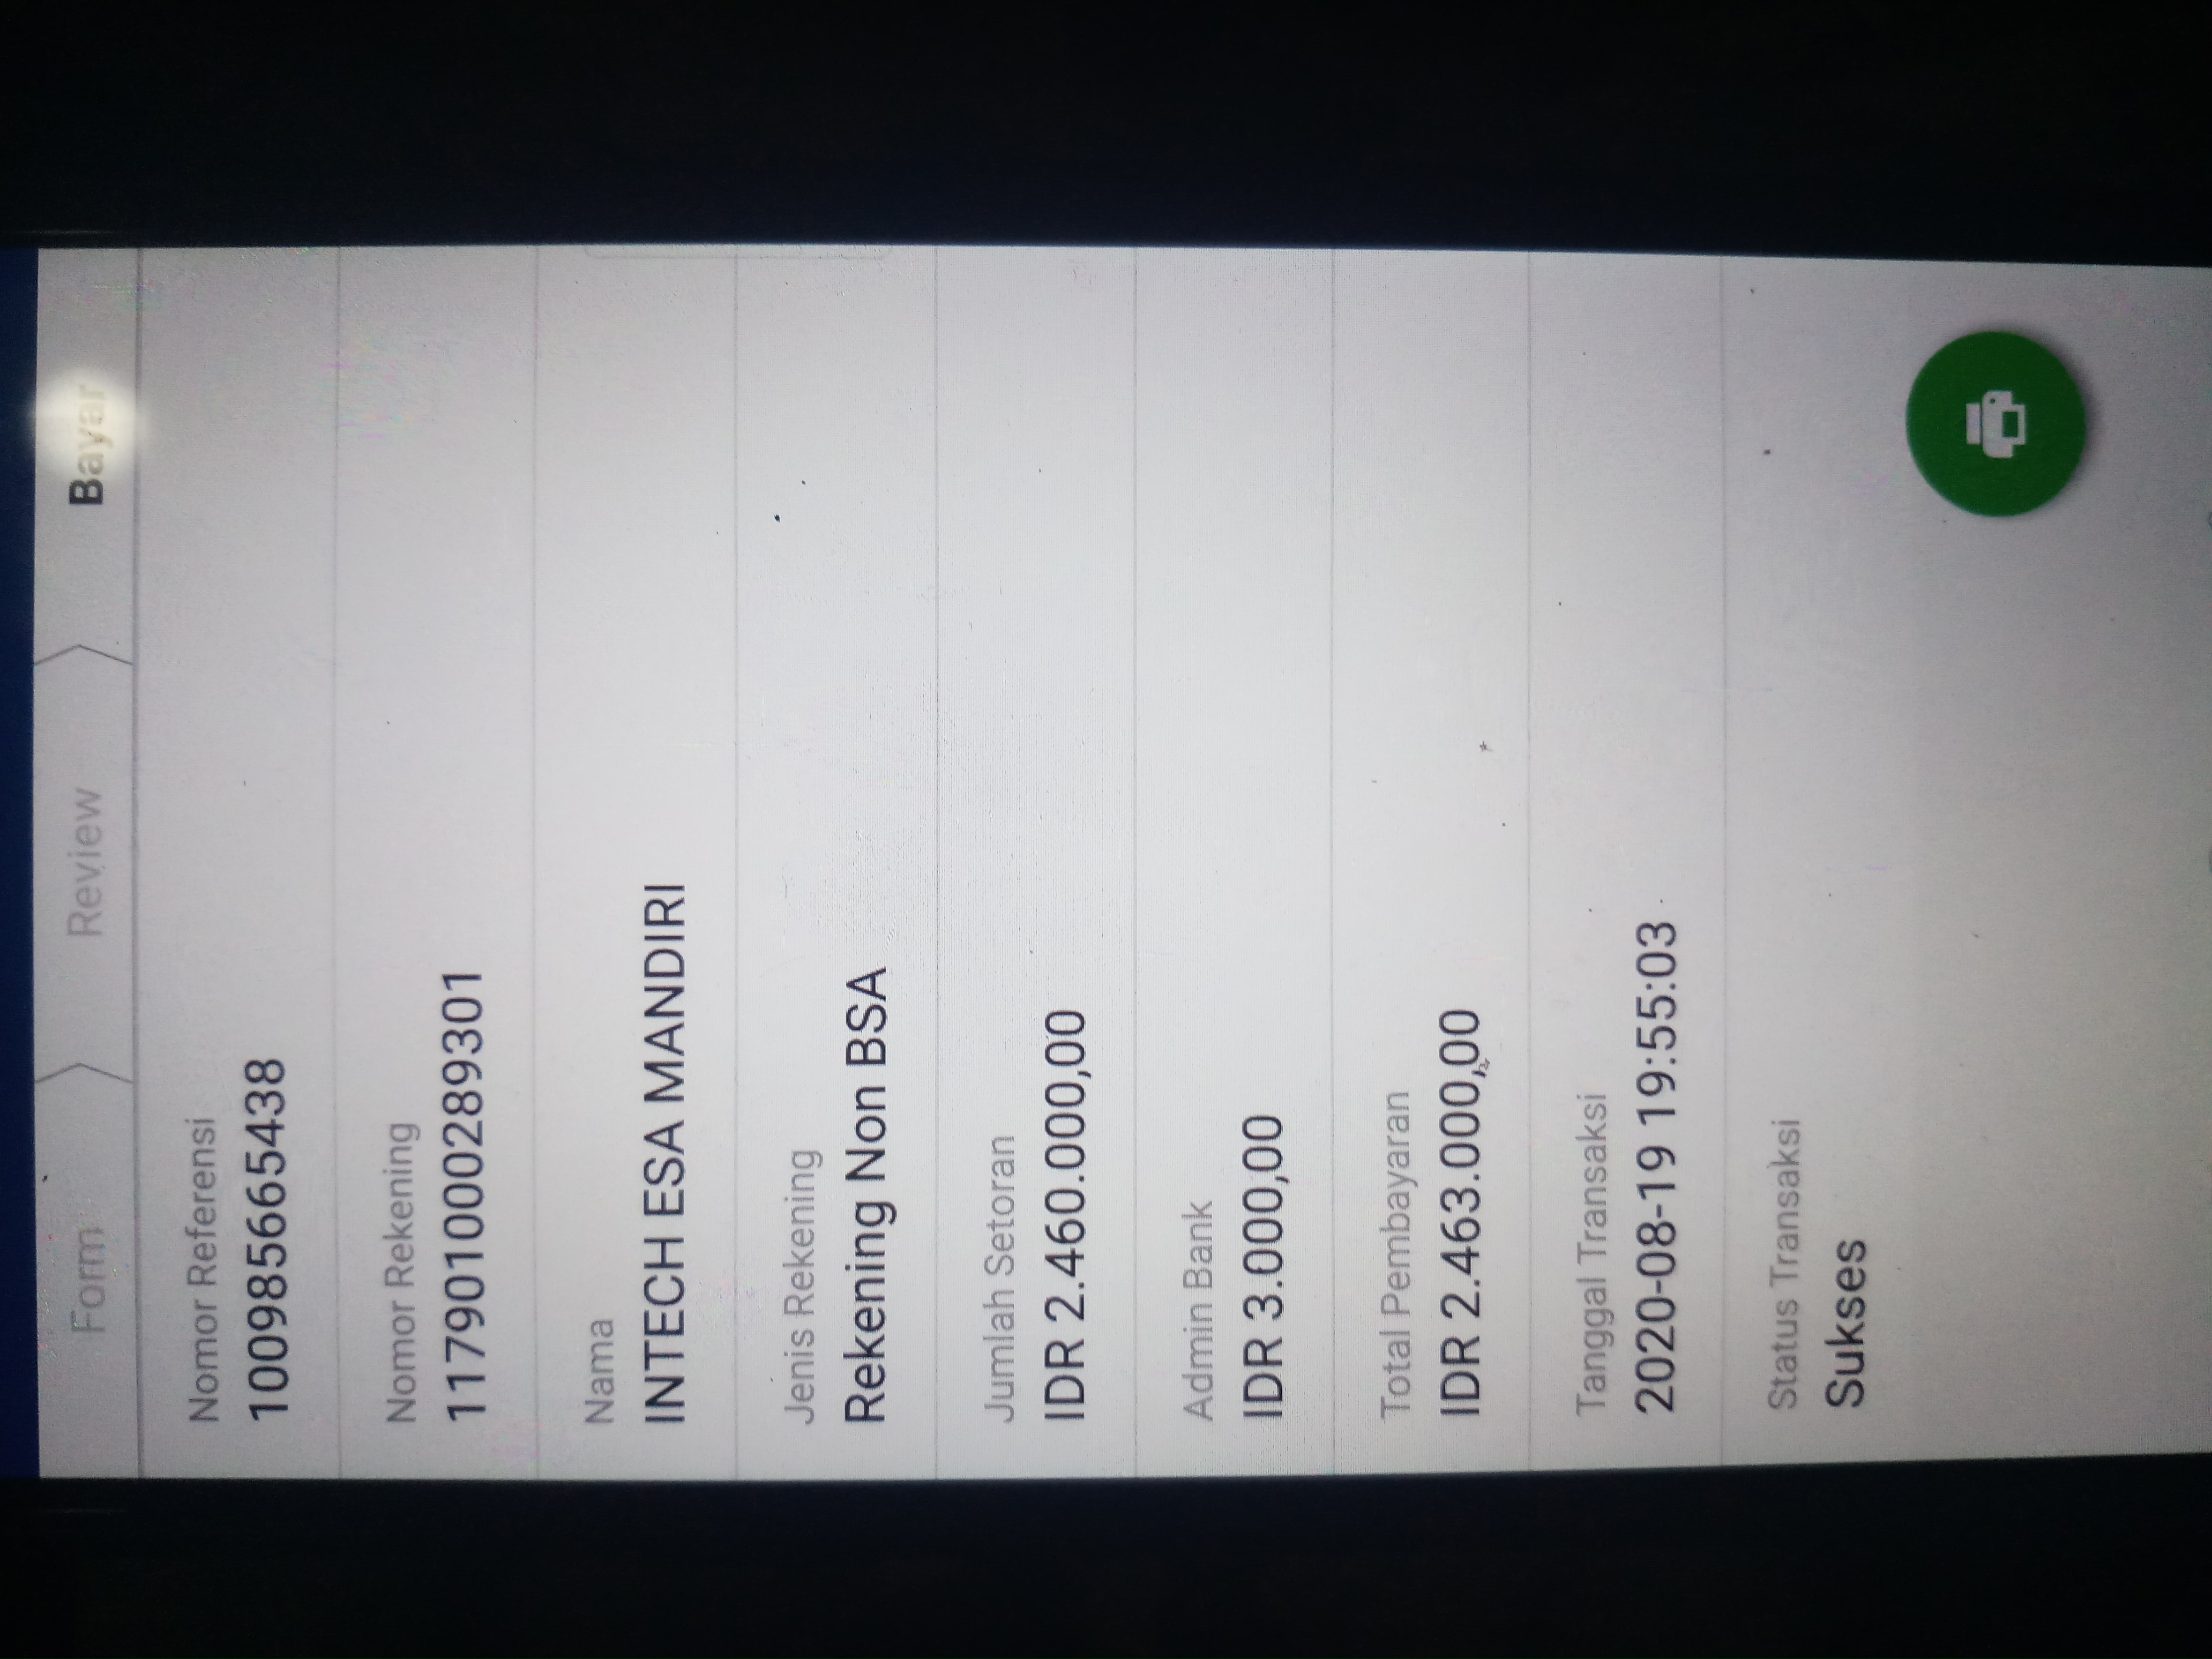 Form
Review
Bayar
Nomor Referensi
100985665438
Nomor Rekening
117901000289301
Nama
INTECH ESA MANDIRI
Jenis Rekening
Rekening Non BSA
Jumlah Setoran
IDR 2.460.000,00
Admin Bank
IDR 3.000,00
Total Pembayaran
IDR 2.463.000,00
Tanggal Transaksi
2020-08-19 19:55:03
Status Transaksi
Sukses